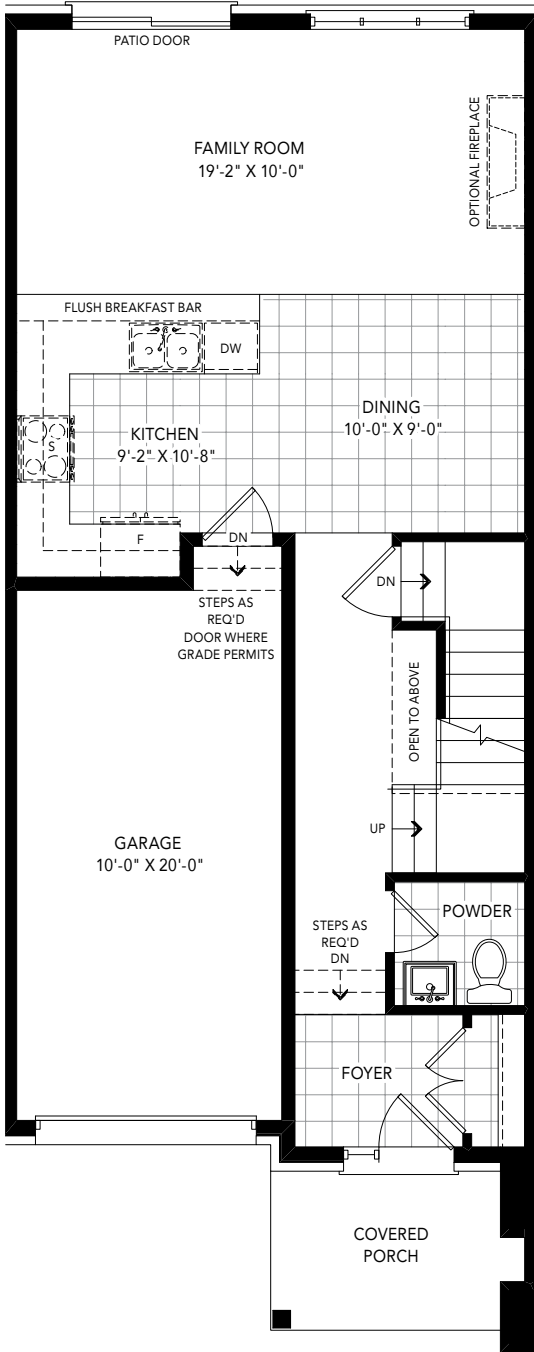 PATIO DOOR
FAMILY ROOM
19'-2" X 10'-0"
OPTIONAL FIREPLACE
FLUSH BREAKFAST BAR
DW
DINING
10'-0" X 9'-0"
KITCHEN
9'-2" X 10'-8"
S
F
DN
DN
STEPS AS
REQ'D
DOOR WHERE
GRADE PERMITS
OPEN TO ABOVE
UP
GARAGE
10'-0" X 20'-0"
POWDER
STEPS AS
REQ'D
DN
FOYER
COVERED
PORCH